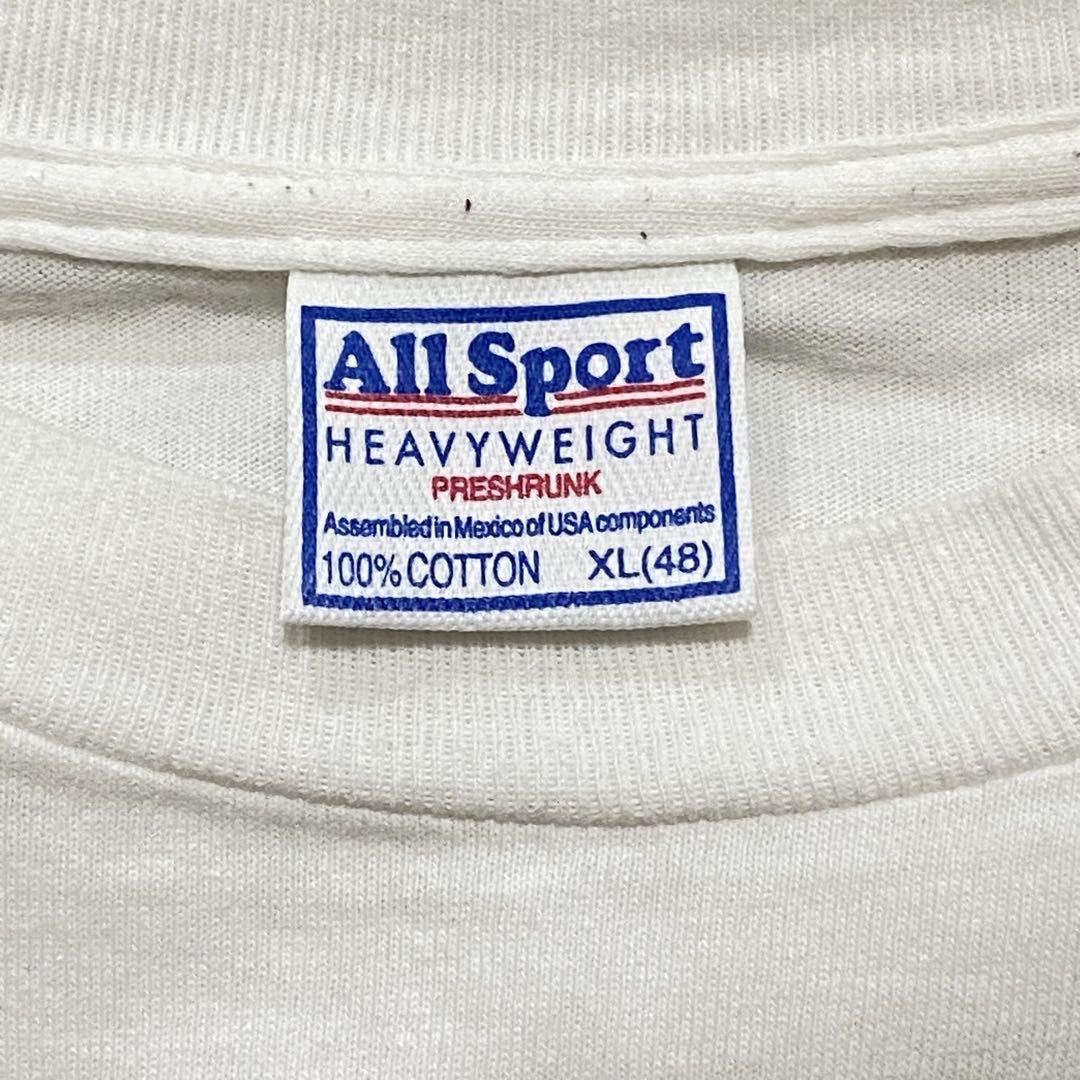 All Sport
HEAVYWEIGHT
PRESHRUNK
Assembled in Mexico of USA components
100% COTTON XL(48)